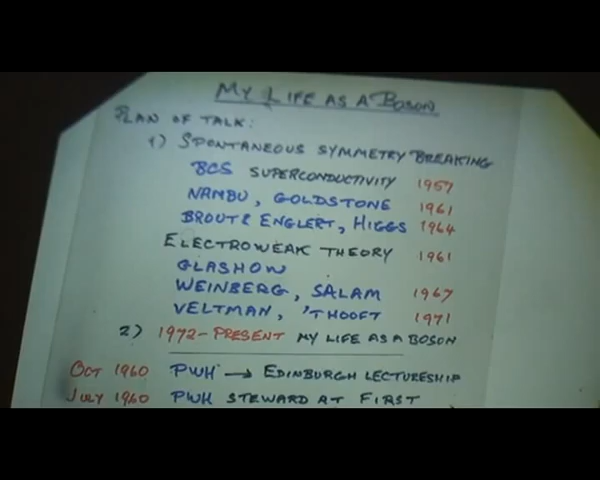 MY LIFE AS A BOSON
PLAN OF TALK:
1) SPONTANEOUS SYMMETRY BREAKING
BCS SUPERCONDUCTIVITY 1957
NAMBU, GOLDSTONE 1961
BROUT & ENGLERT, HIGGS 1964
ELECTROWEAK THEORY 1961
GLASHOW
WEINBERG, SALAM 1967
VELTMAN, 'THOOFT 1971
2) 1972-PRESENT MY LIFE AS A BOSON
OCT 1960 PWH → EDINBURGH LECTURESHIP
JULY 1960 PWH STEWARD AT FIRST